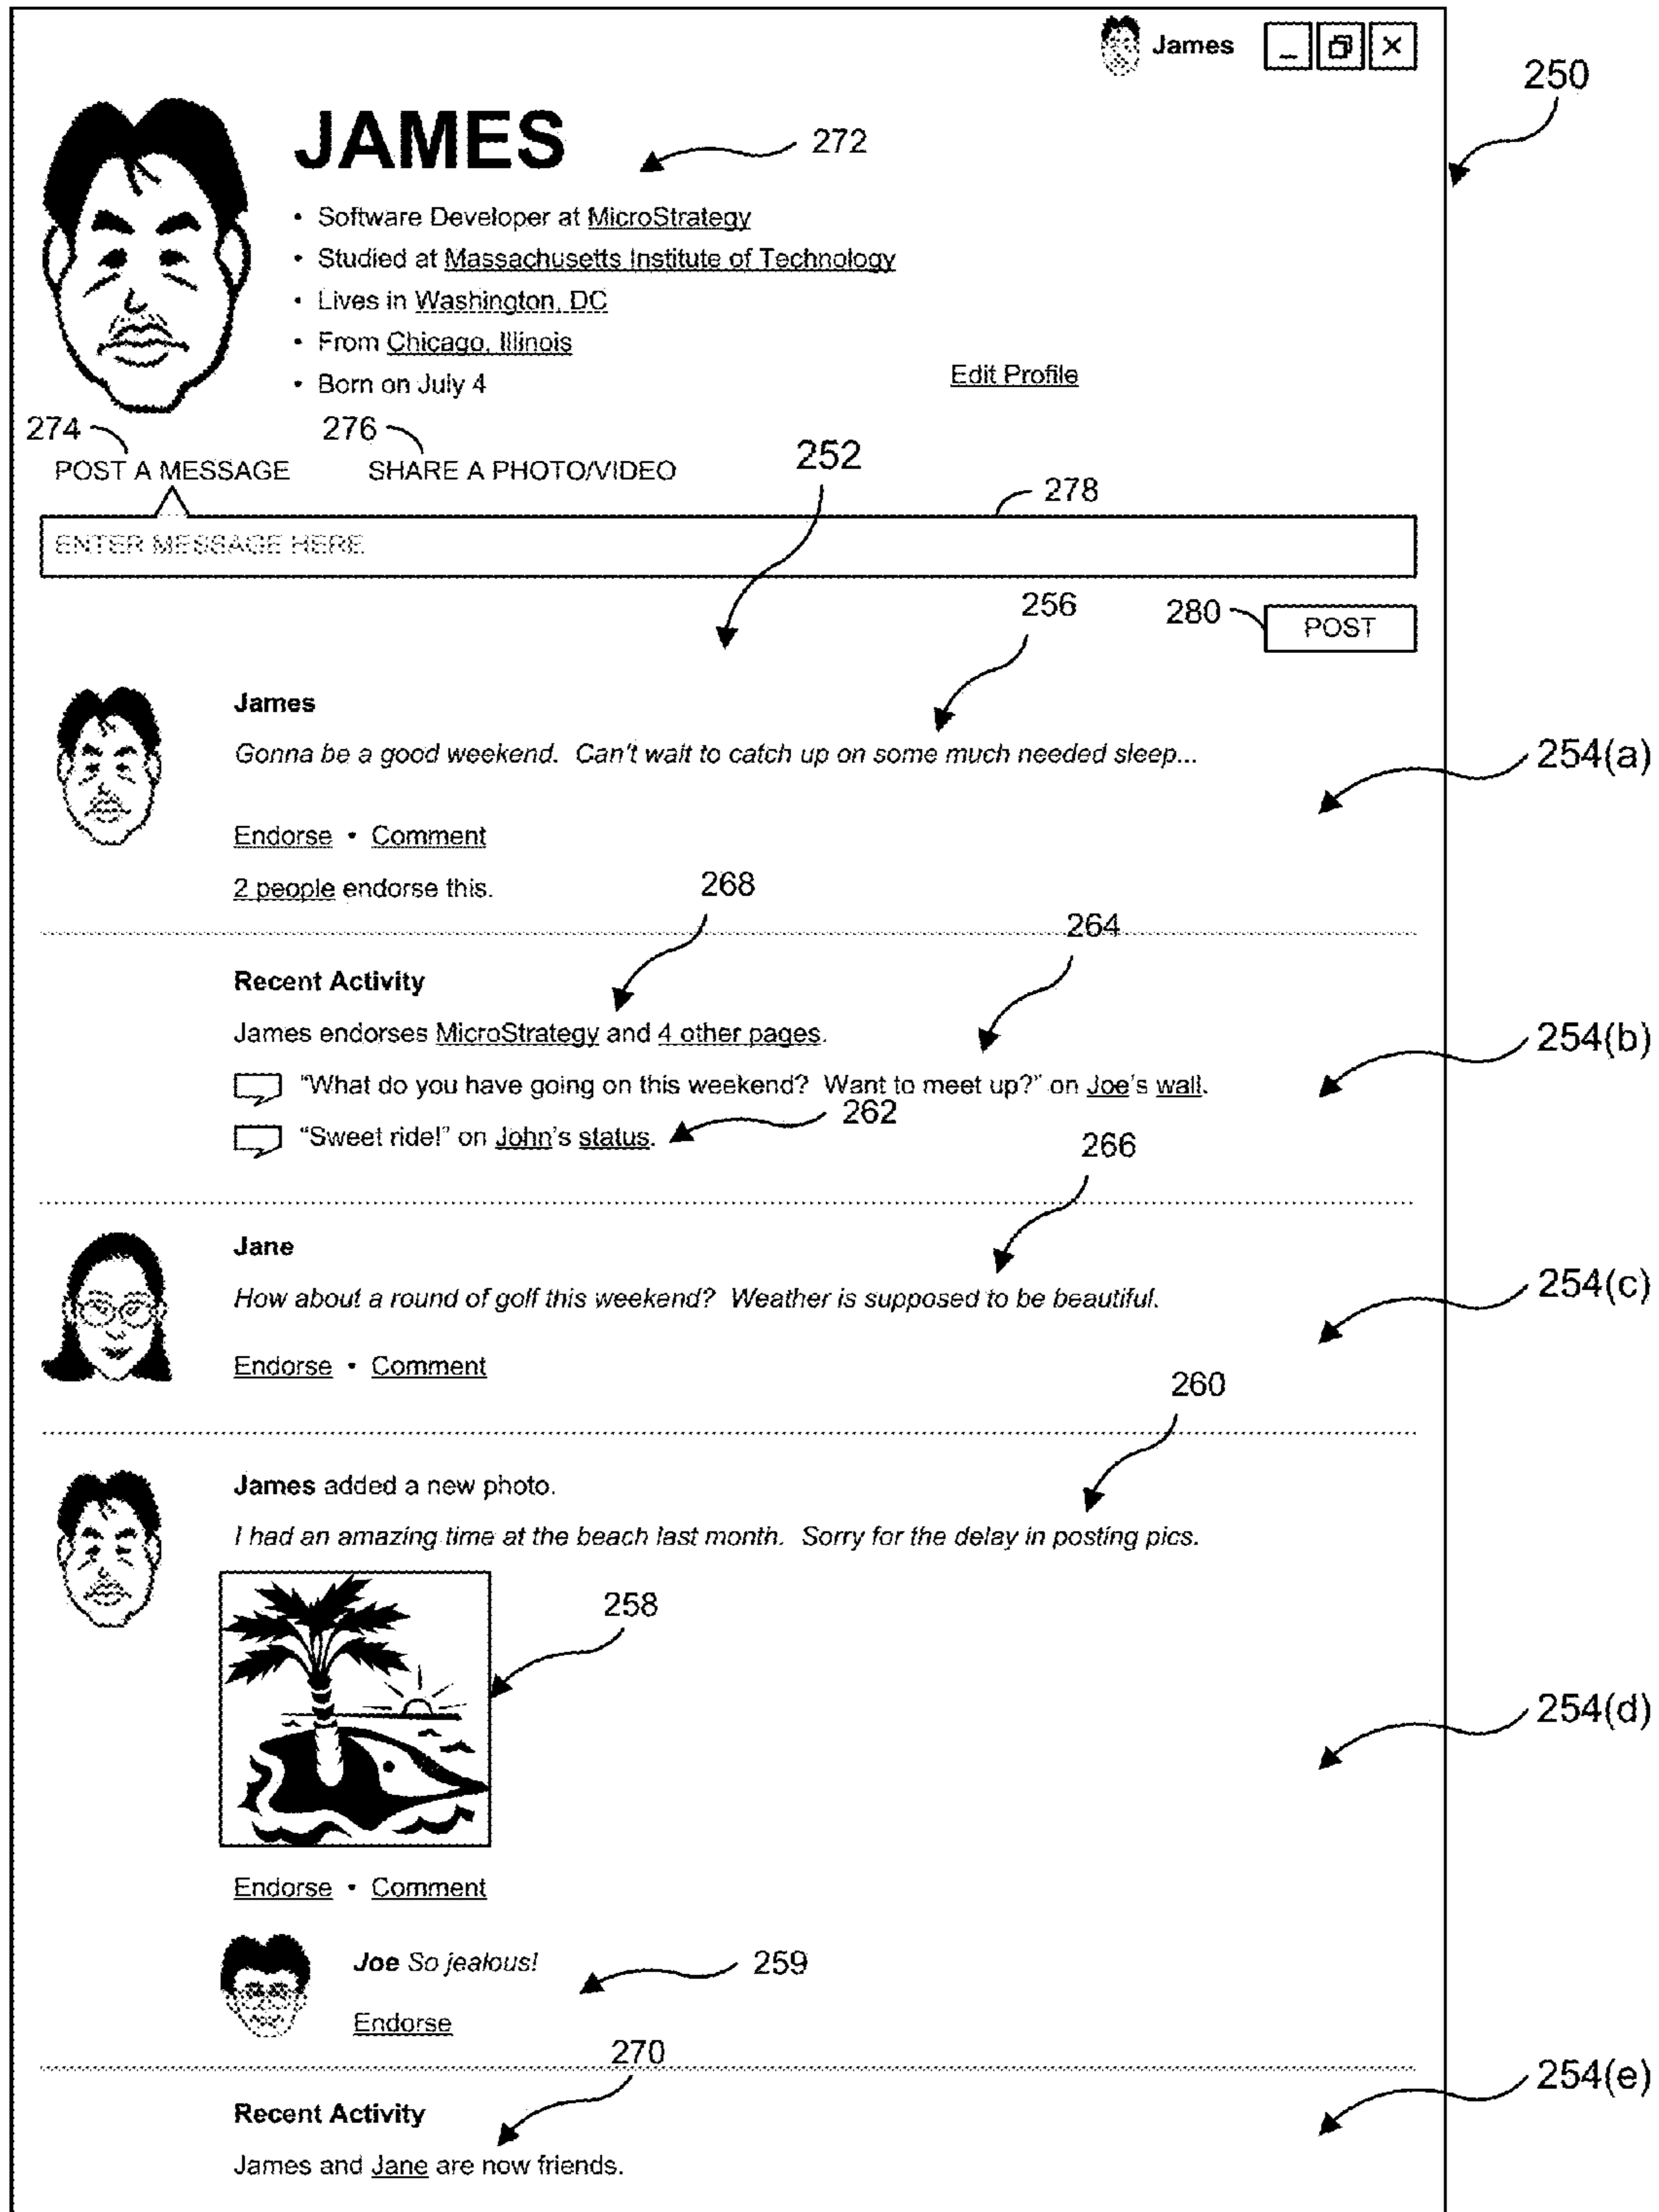 James
250
JAMES
272
• Software Developer at MicroStrategy
• Studied at Massachusetts Institute of Technology
• Lives in Washington, DC
• From Chicago, Illinois
• Born on July 4
Edit Profile
274
276
POST A MESSAGE
SHARE A PHOTO/VIDEO
252
278
ENTER MESSAGE HERE
256
280
POST
James
Gonna be a good weekend. Can't wait to catch up on some much needed sleep...
254(a)
Endorse • Comment
2 people endorse this.
268
264
Recent Activity
James endorses MicroStrategy and 4 other pages.
254(b)
"What do you have going on this weekend? Want to meet up?" on Joe's wall.
262
"Sweet ride!" on John's status.
266
Jane
How about a round of golf this weekend? Weather is supposed to be beautiful.
254(c)
Endorse • Comment
260
James added a new photo.
I had an amazing time at the beach last month. Sorry for the delay in posting pics.
258
254(d)
Endorse • Comment
Joe So jealous!
259
Endorse
270
254(e)
Recent Activity
James and Jane are now friends.